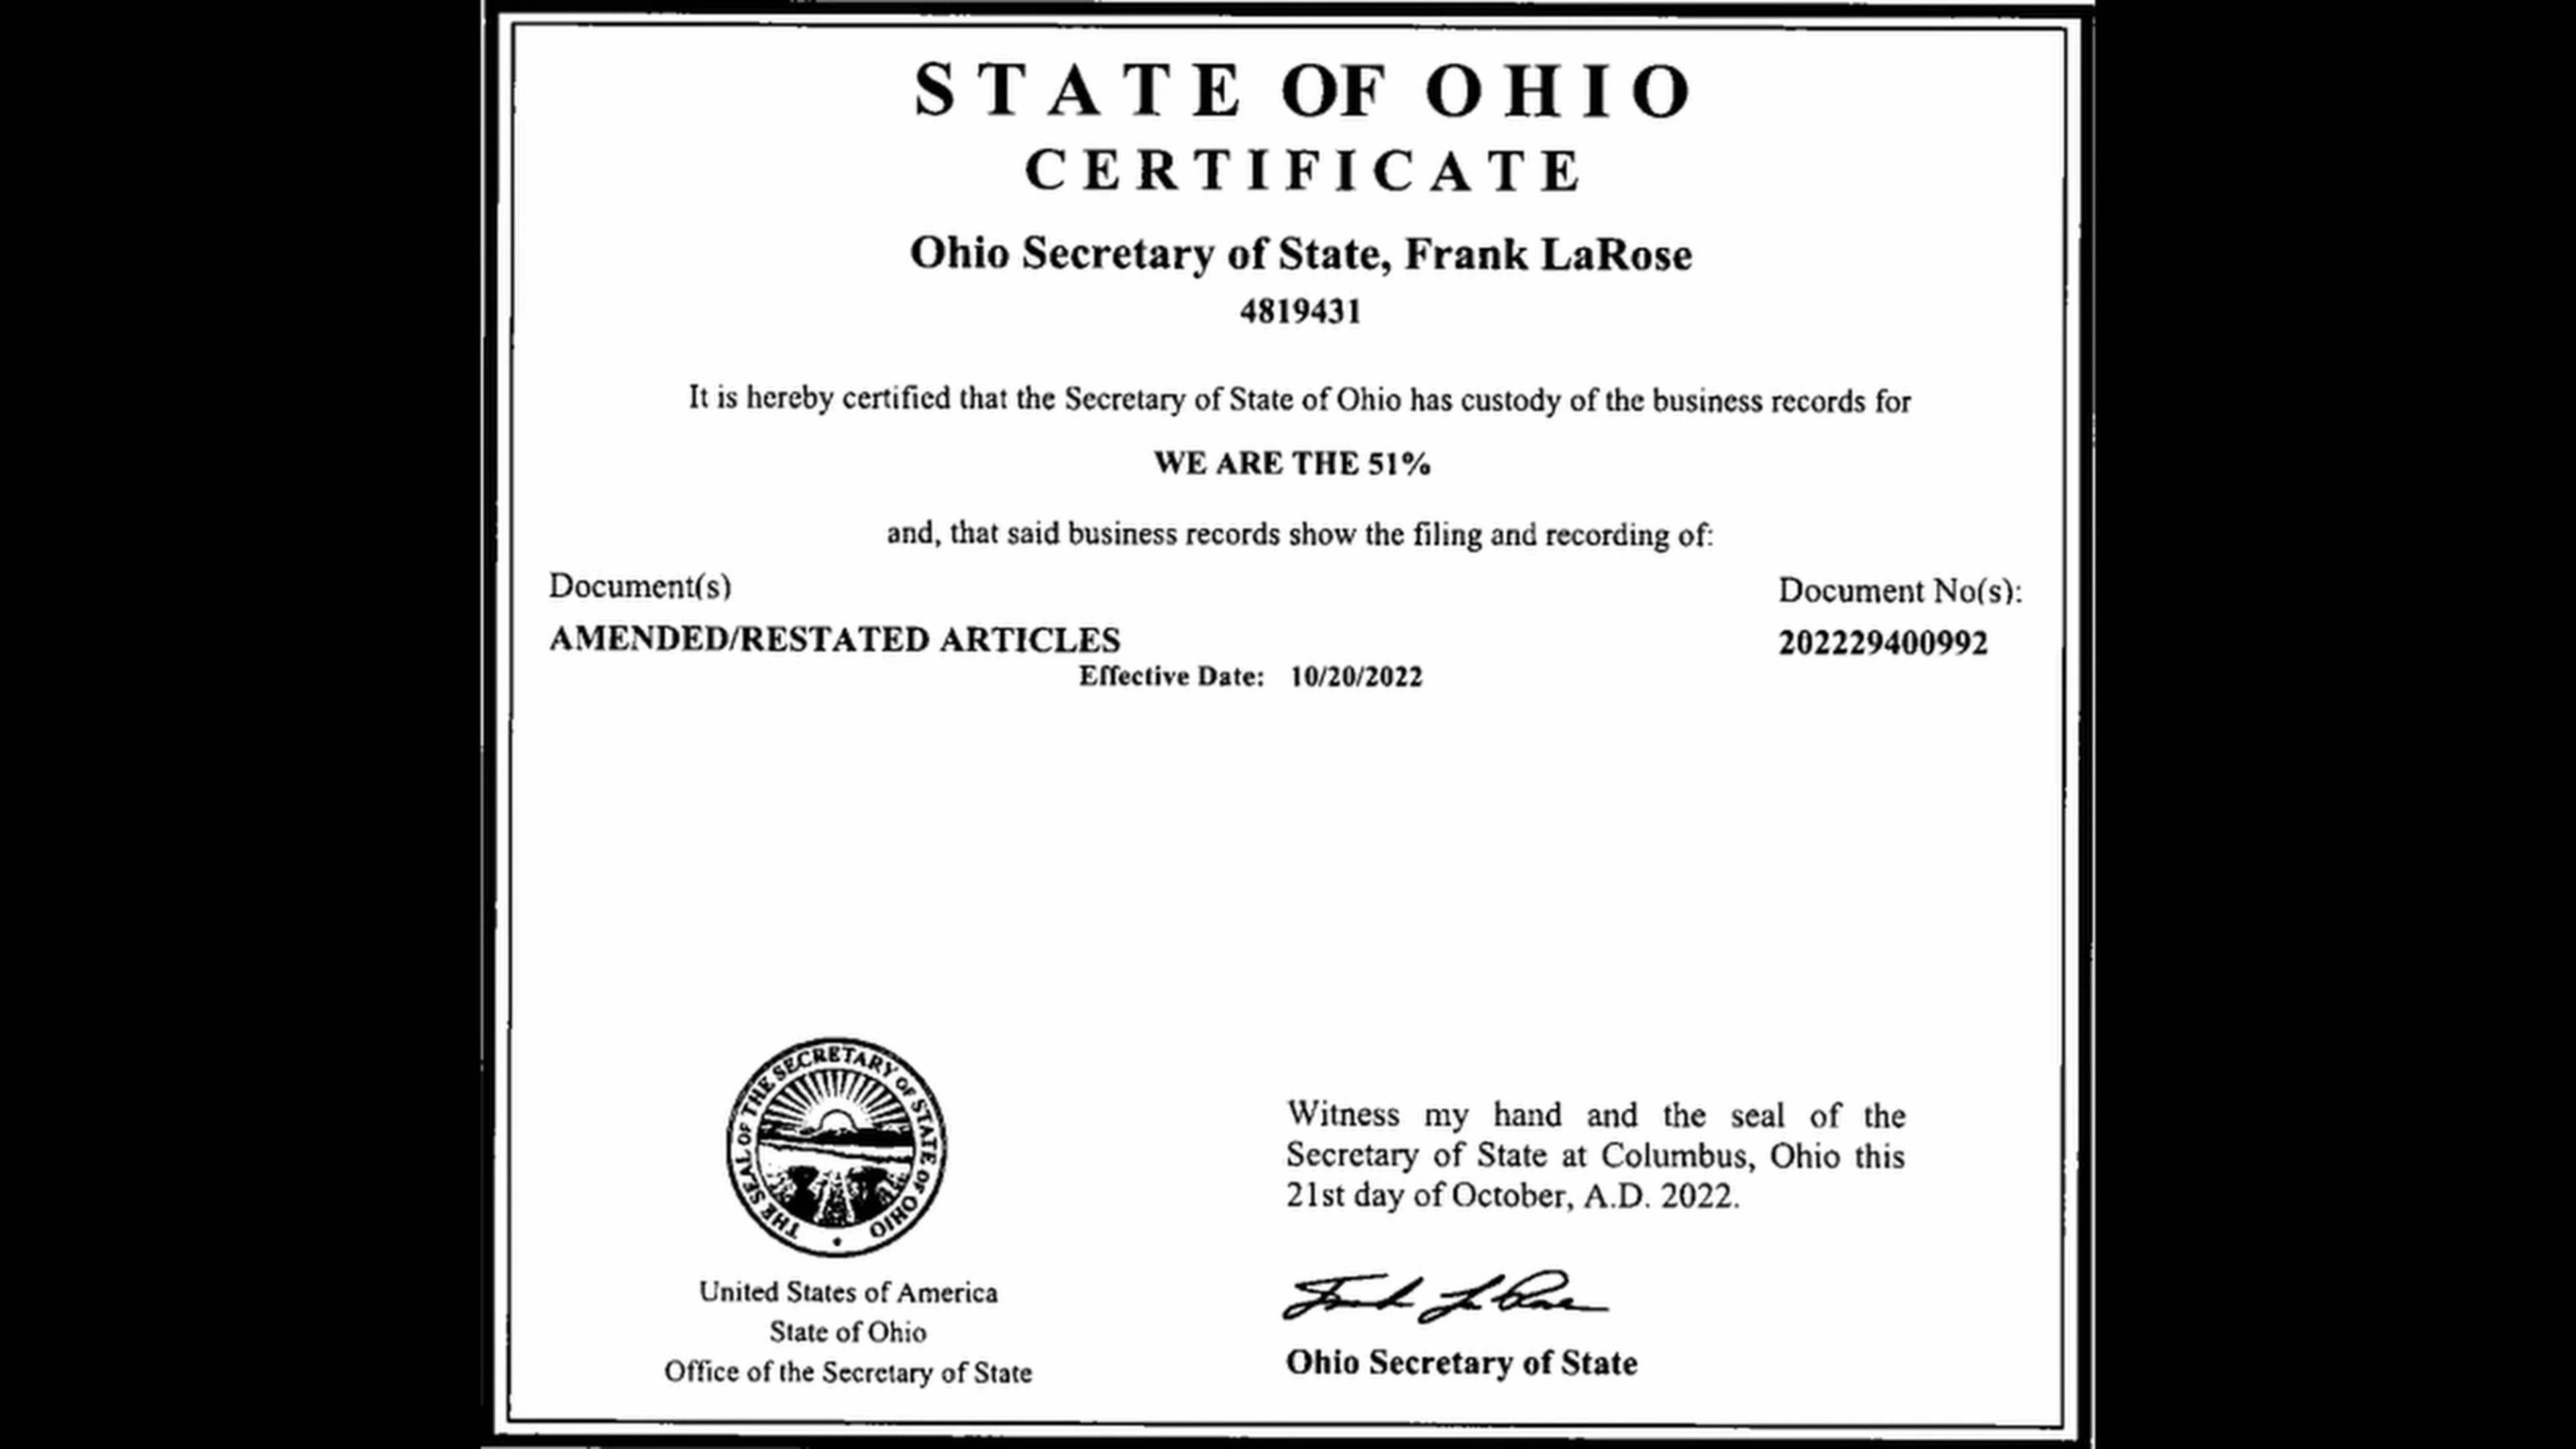 STATE OF OHIO
CERTIFICATE
Ohio Secretary of State, Frank LaRose
4819431
It is hereby certified that the Secretary of State of Ohio has custody of the business records for
WE ARE THE 51%
and, that said business records show the filing and recording of:
Document(s)
Document No(s):
AMENDED/RESTATED ARTICLES
202229400992
Effective Date: 10/20/2022
THE SEAL OF THE SECRETARY OF STATE OF OHIO
United States of America
State of Ohio
Office of the Secretary of State
Witness my hand and the seal of the
Secretary of State at Columbus, Ohio this
21st day of October, A.D. 2022.
Frank LaRose
Ohio Secretary of State